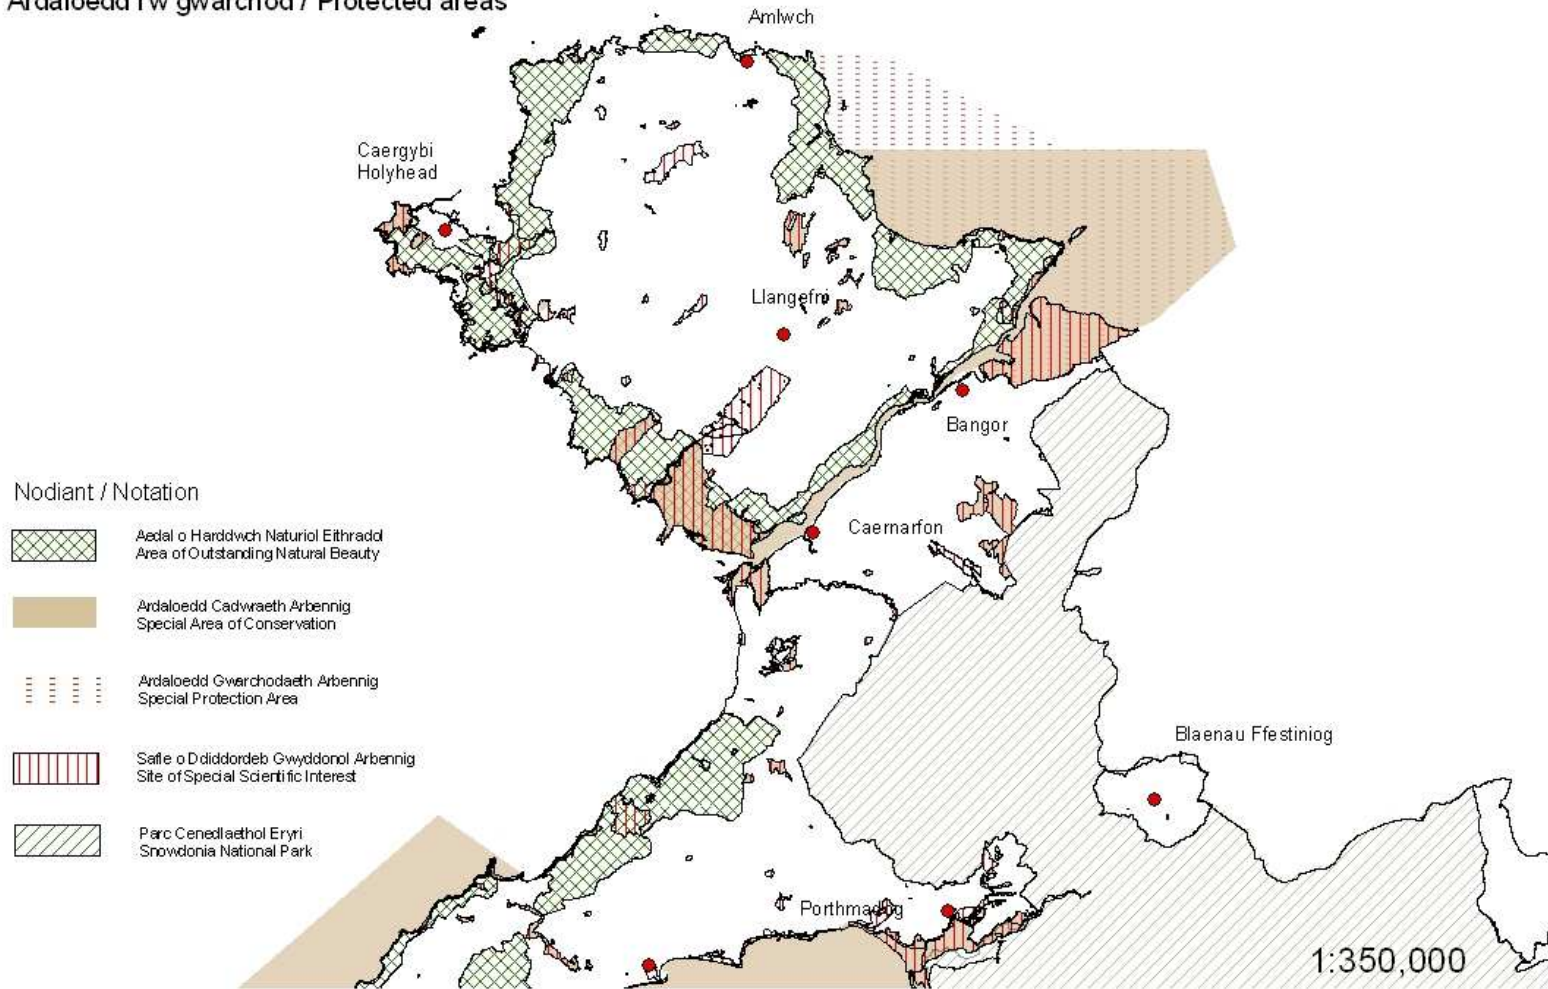 Ardaloedd i'w gwarchod / Protected areas
Amlwch
Caergybi
Holyhead
Llangefni
Bangor
Caernarfon
Blaenau Ffestiniog
Porthmadog
Nodiant / Notation
Aedal o Harddwch Naturiol Eithradol
Area of Outstanding Natural Beauty
Ardaloedd Cadwraeth Arbennig
Special Area of Conservation
Ardaloedd Gwarchodaeth Arbennig
Special Protection Area
Safle o Ddiddordeb Gwyddonol Arbennig
Site of Special Scientific Interest
Parc Cenedlaethol Eryri
Snowdonia National Park
1:350,000